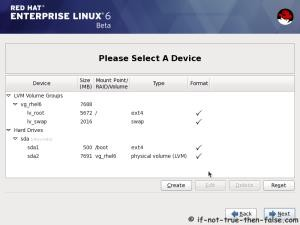 RED HAT
ENTERPRISE LINUX 6
Beta
Please Select A Device
Device Size (MB) Mount Point/ RAID/Volume Type Format
LVM Volume Groups
vg_rhel6 7688
lv_root 5672 / ext4 ✓
lv_swap 2016 swap ✓
Hard Drives
sda
sda1 500 /boot ext4 ✓
sda2 7691 vg_rhel6 physical volume (LVM) ✓
Create Edit Delete Reset
Back Next
© if-not-true-then-false.com